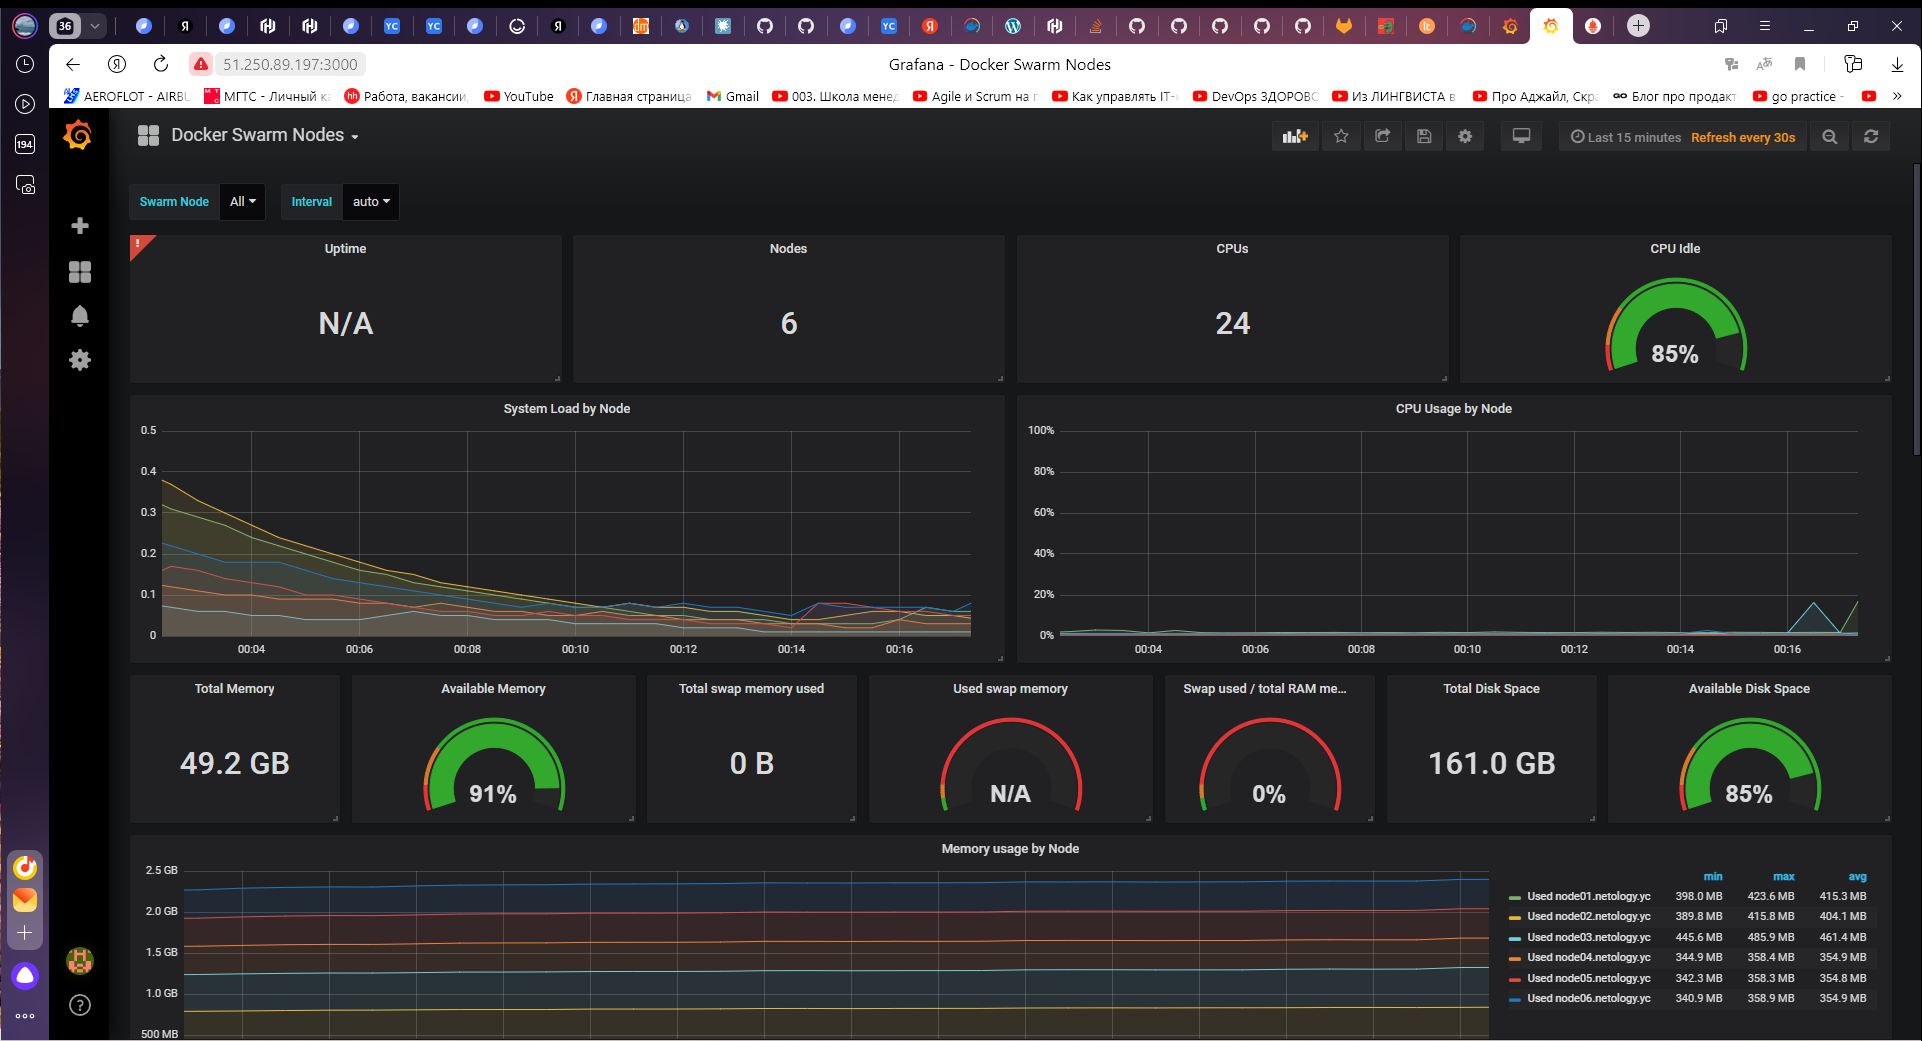 36
Я
YC
YC
Я
dm
YC
Я
lt
51.250.89.197:3000
Grafana - Docker Swarm Nodes
AEROFLOT - AIRBU
МГТС - Личный ка
hh Работа, вакансии,
YouTube
Я Главная страница
Gmail
003. Школа менед
Agile и Scrum на п
Как управлять IT-к
DevOps ЗДОРОВО
Из ЛИНГВИСТА в
Про Аджайл, Скра
Блог про продакт
go practice -
194
Docker Swarm Nodes
Last 15 minutes Refresh every 30s
Swarm Node All
Interval auto
!
Uptime
N/A
Nodes
6
CPUs
24
CPU Idle
85%
System Load by Node
0.5
0.4
0.3
0.2
0.1
0
00:04 00:06 00:08 00:10 00:12 00:14 00:16
CPU Usage by Node
100%
80%
60%
40%
20%
0%
00:04 00:06 00:08 00:10 00:12 00:14 00:16
Total Memory
49.2 GB
Available Memory
91%
Total swap memory used
0 B
Used swap memory
N/A
Swap used / total RAM me...
0%
Total Disk Space
161.0 GB
Available Disk Space
85%
Memory usage by Node
2.5 GB
2.0 GB
1.5 GB
1.0 GB
500 MB
min max avg
Used node01.netology.yc 398.0 MB 423.6 MB 415.3 MB
Used node02.netology.yc 389.8 MB 415.8 MB 404.1 MB
Used node03.netology.yc 445.6 MB 485.9 MB 461.4 MB
Used node04.netology.yc 344.9 MB 358.4 MB 354.9 MB
Used node05.netology.yc 342.3 MB 358.3 MB 354.8 MB
Used node06.netology.yc 340.9 MB 358.9 MB 354.9 MB